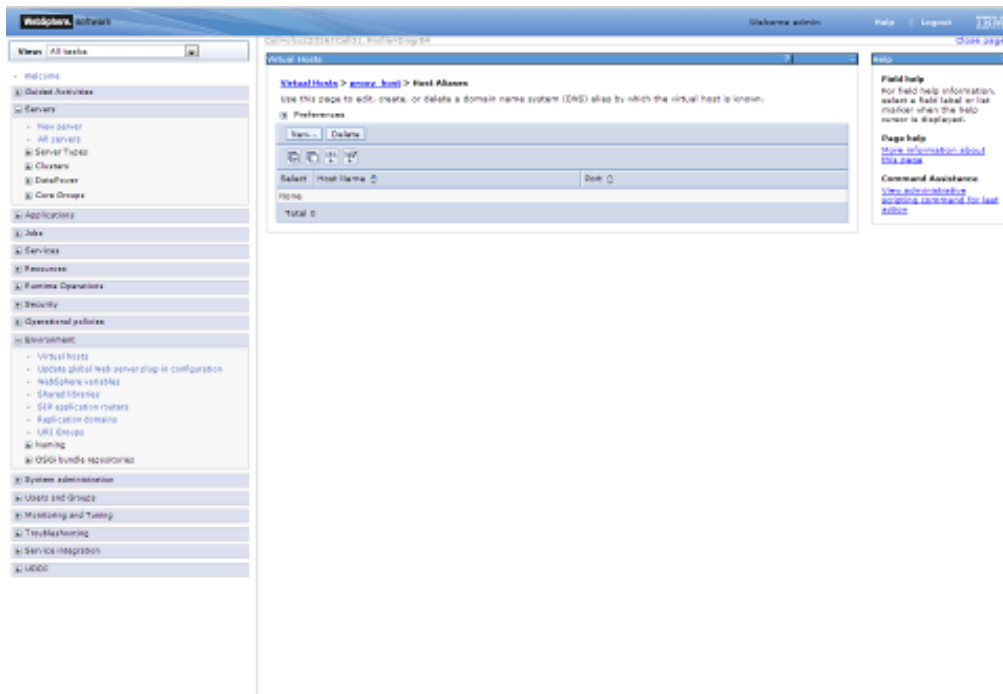 WebSphere. software
Welcome admin
Help | Logout
IBM
View: All tasks
Close page
Welcome
Guided Activities
Servers
New server
All servers
Server Types
Clusters
DataPower
Core Groups
Applications
Jobs
Services
Resources
Runtime Operations
Security
Operational policies
Environment
Virtual hosts
Update global Web server plug-in configuration
WebSphere variables
Shared libraries
SIP application routers
Replication domains
URI Groups
Naming
OSGi bundle repositories
System administration
Users and Groups
Monitoring and Tuning
Troubleshooting
Service integration
UDDI
Virtual Hosts
?
Virtual Hosts > proxy_host > Host Aliases
Use this page to edit, create, or delete a domain name system (DNS) alias by which the virtual host is known.
Preferences
New... Delete
Select Host Name Port
None
Total 0
Help
Field help
For field help information,
select a field label or list
marker when the help
cursor is displayed.
Page help
More information about
this page
Command Assistance
View administrative
scripting command for last
action